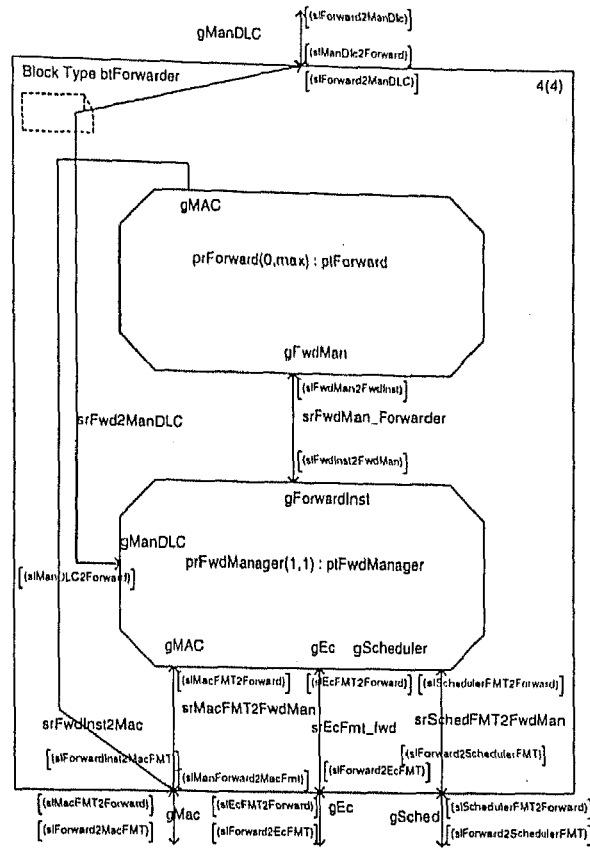 [(slForward2ManDlc)]
gManDLC
[(slManDlc2Forward)]
[(slForward2ManDLC)]
Block Type btForwarder
4(4)
gMAC
prForward(0,max) : ptForward
gFwdMan
[(slFwdMan2FwdInst)]
srFwd2ManDLC
srFwdMan_Forwarder
[(slFwdInst2FwdMan)]
gForwardInst
gManDLC
prFwdManager(1,1) : ptFwdManager
[(slManDLC2Forward)]
gMAC gEc gScheduler
[(slMacFMT2Forward)] [(slEcFMT2Forward)] [(slSchedulerFMT2Forward)]
srMacFMT2FwdMan
srFwdInst2Mac srEcFmt_fwd srSchedFMT2FwdMan
[(slForwardInst2MacFMT)] [(slForward2SchedulerFMT)]
[(slManForward2MacFmt)] [(slForward2EcFMT)]
[(slMacFMT2Forward)] gMac [(slEcFMT2Forward)] gEc gSched [(slSchedulerFMT2Forward)]
[(slForward2MacFMT)] [(slForward2EcFMT)] [(slForward2SchedulerFMT)]